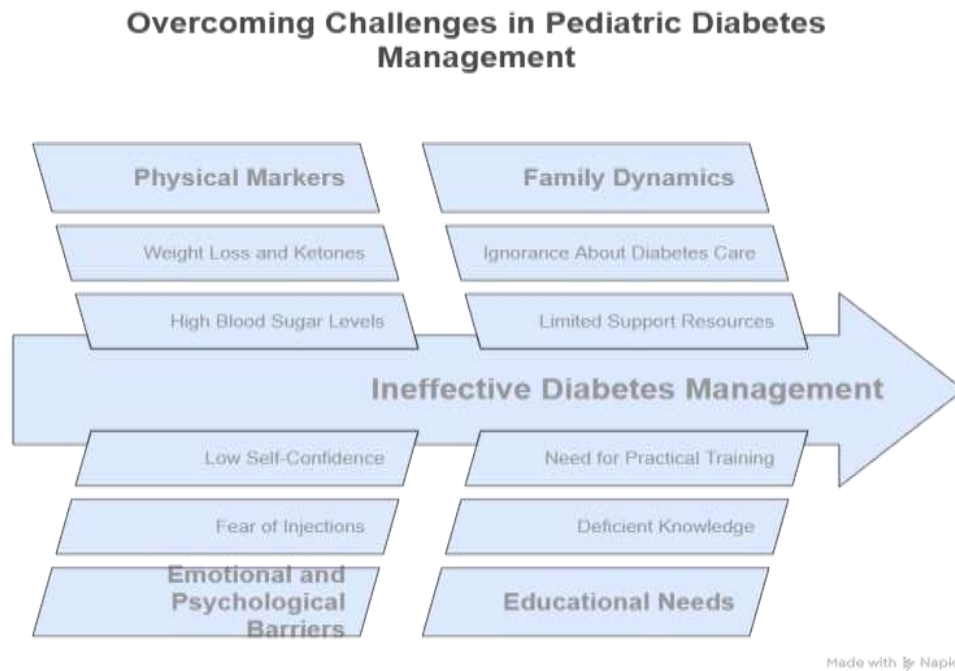 Overcoming Challenges in Pediatric Diabetes
Management
Physical Markers
Family Dynamics
Weight Loss and Ketones
Ignorance About Diabetes Care
High Blood Sugar Levels
Limited Support Resources
Ineffective Diabetes Management
Low Self-Confidence
Need for Practical Training
Fear of Injections
Deficient Knowledge
Emotional and
Psychological
Barriers
Educational Needs
Made with Napk